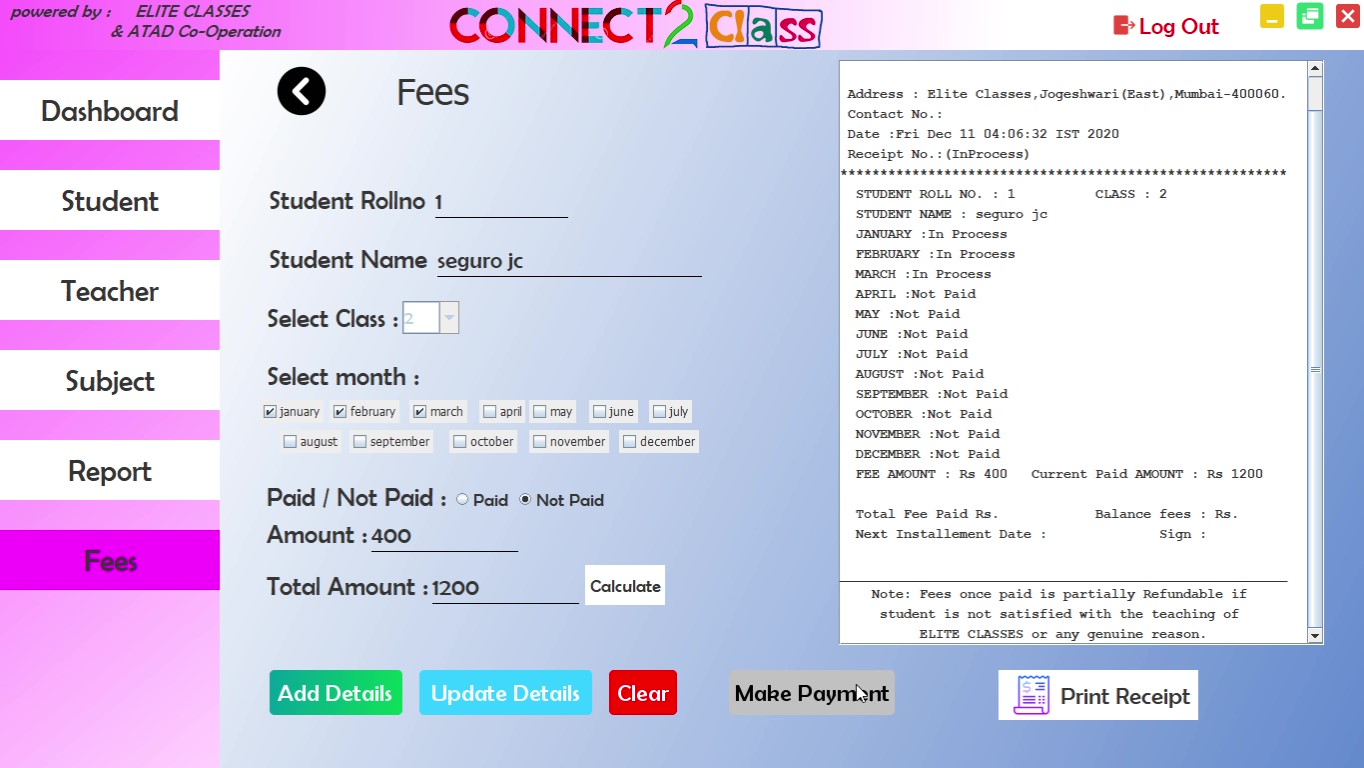 powered by : ELITE CLASSES
& ATAD Co-Operation
CONNECT2Class
Log Out
Dashboard
Student
Teacher
Subject
Report
Fees
Fees
Student Rollno 1
Student Name seguro jc
Select Class : 2
Select month :
january february march april may june july
august september october november december
Paid / Not Paid : Paid Not Paid
Amount : 400
Total Amount : 1200 Calculate
Add Details Update Details Clear Make Payment
Address : Elite Classes,Jogeshwari(East),Mumbai-400060.
Contact No.:
Date :Fri Dec 11 04:06:32 IST 2020
Receipt No.:(InProcess)
********************************************************
STUDENT ROLL NO. : 1 CLASS : 2
STUDENT NAME : seguro jc
JANUARY :In Process
FEBRUARY :In Process
MARCH :In Process
APRIL :Not Paid
MAY :Not Paid
JUNE :Not Paid
JULY :Not Paid
AUGUST :Not Paid
SEPTEMBER :Not Paid
OCTOBER :Not Paid
NOVEMBER :Not Paid
DECEMBER :Not Paid
FEE AMOUNT : Rs 400 Current Paid AMOUNT : Rs 1200
Total Fee Paid Rs. Balance fees : Rs.
Next Installement Date : Sign :
Note: Fees once paid is partially Refundable if
student is not satisfied with the teaching of
ELITE CLASSES or any genuine reason.
Print Receipt